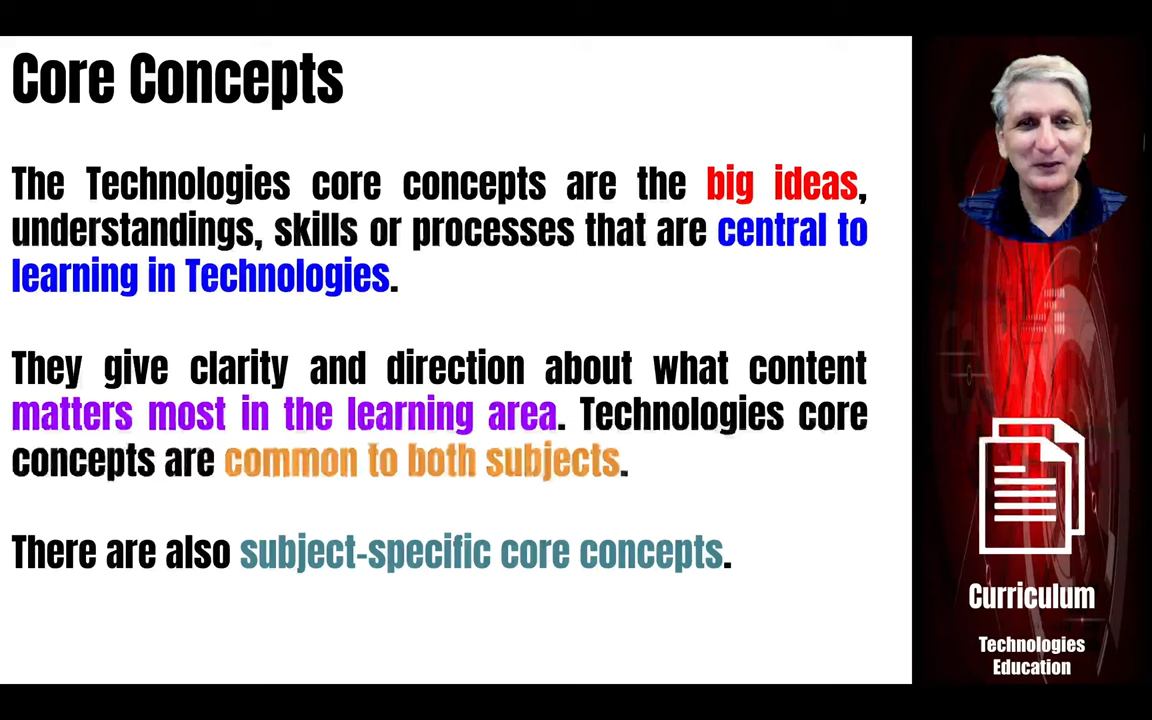 Core Concepts
The Technologies core concepts are the big ideas,
understandings, skills or processes that are central to
learning in Technologies.
They give clarity and direction about what content
matters most in the learning area. Technologies core
concepts are common to both subjects.
There are also subject-specific core concepts.
Curriculum
Technologies
Education